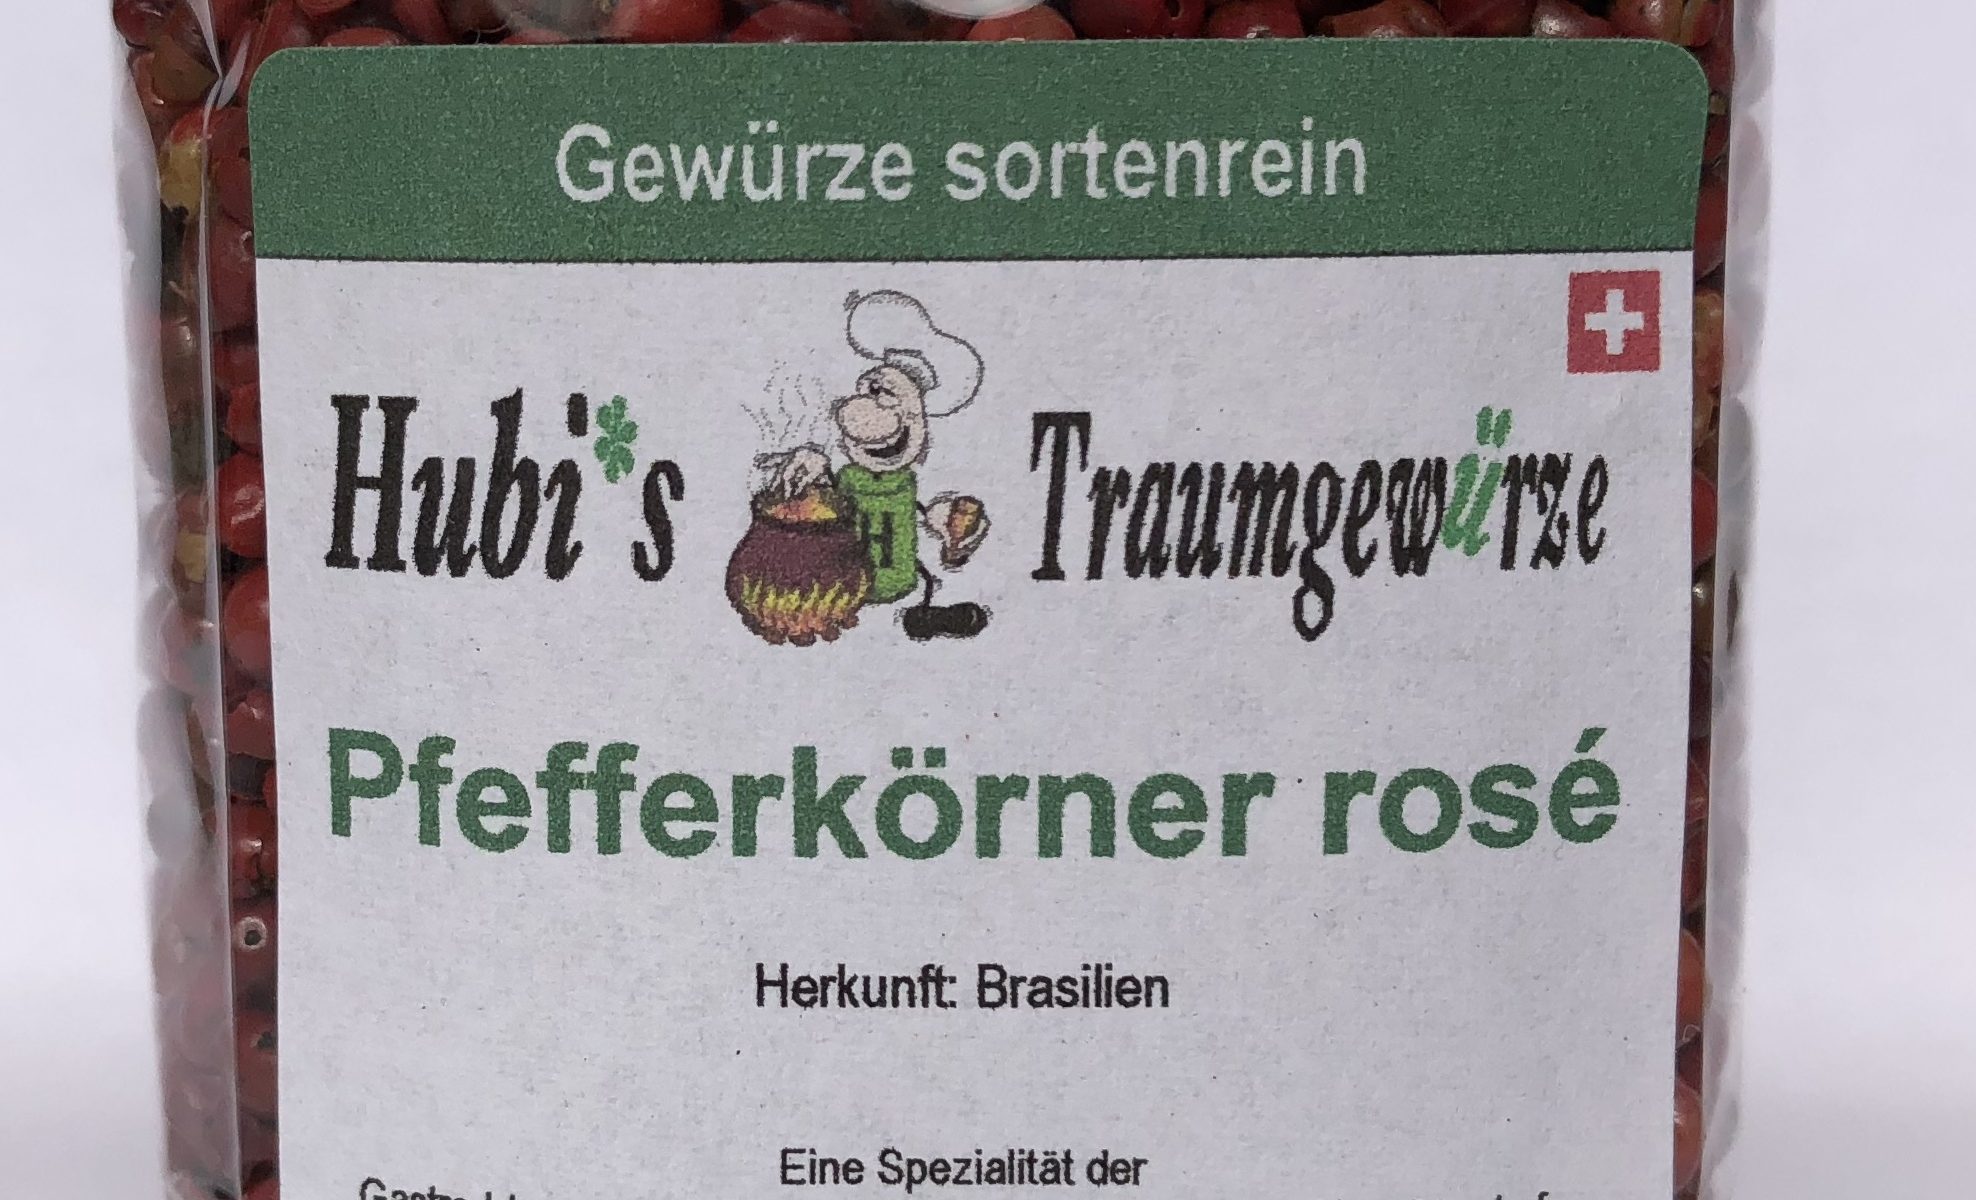 Gewürze sortenrein
Hubi's Traumgewürze
H
Pfefferkörner rosé
Herkunft: Brasilien
Eine Spezialität der